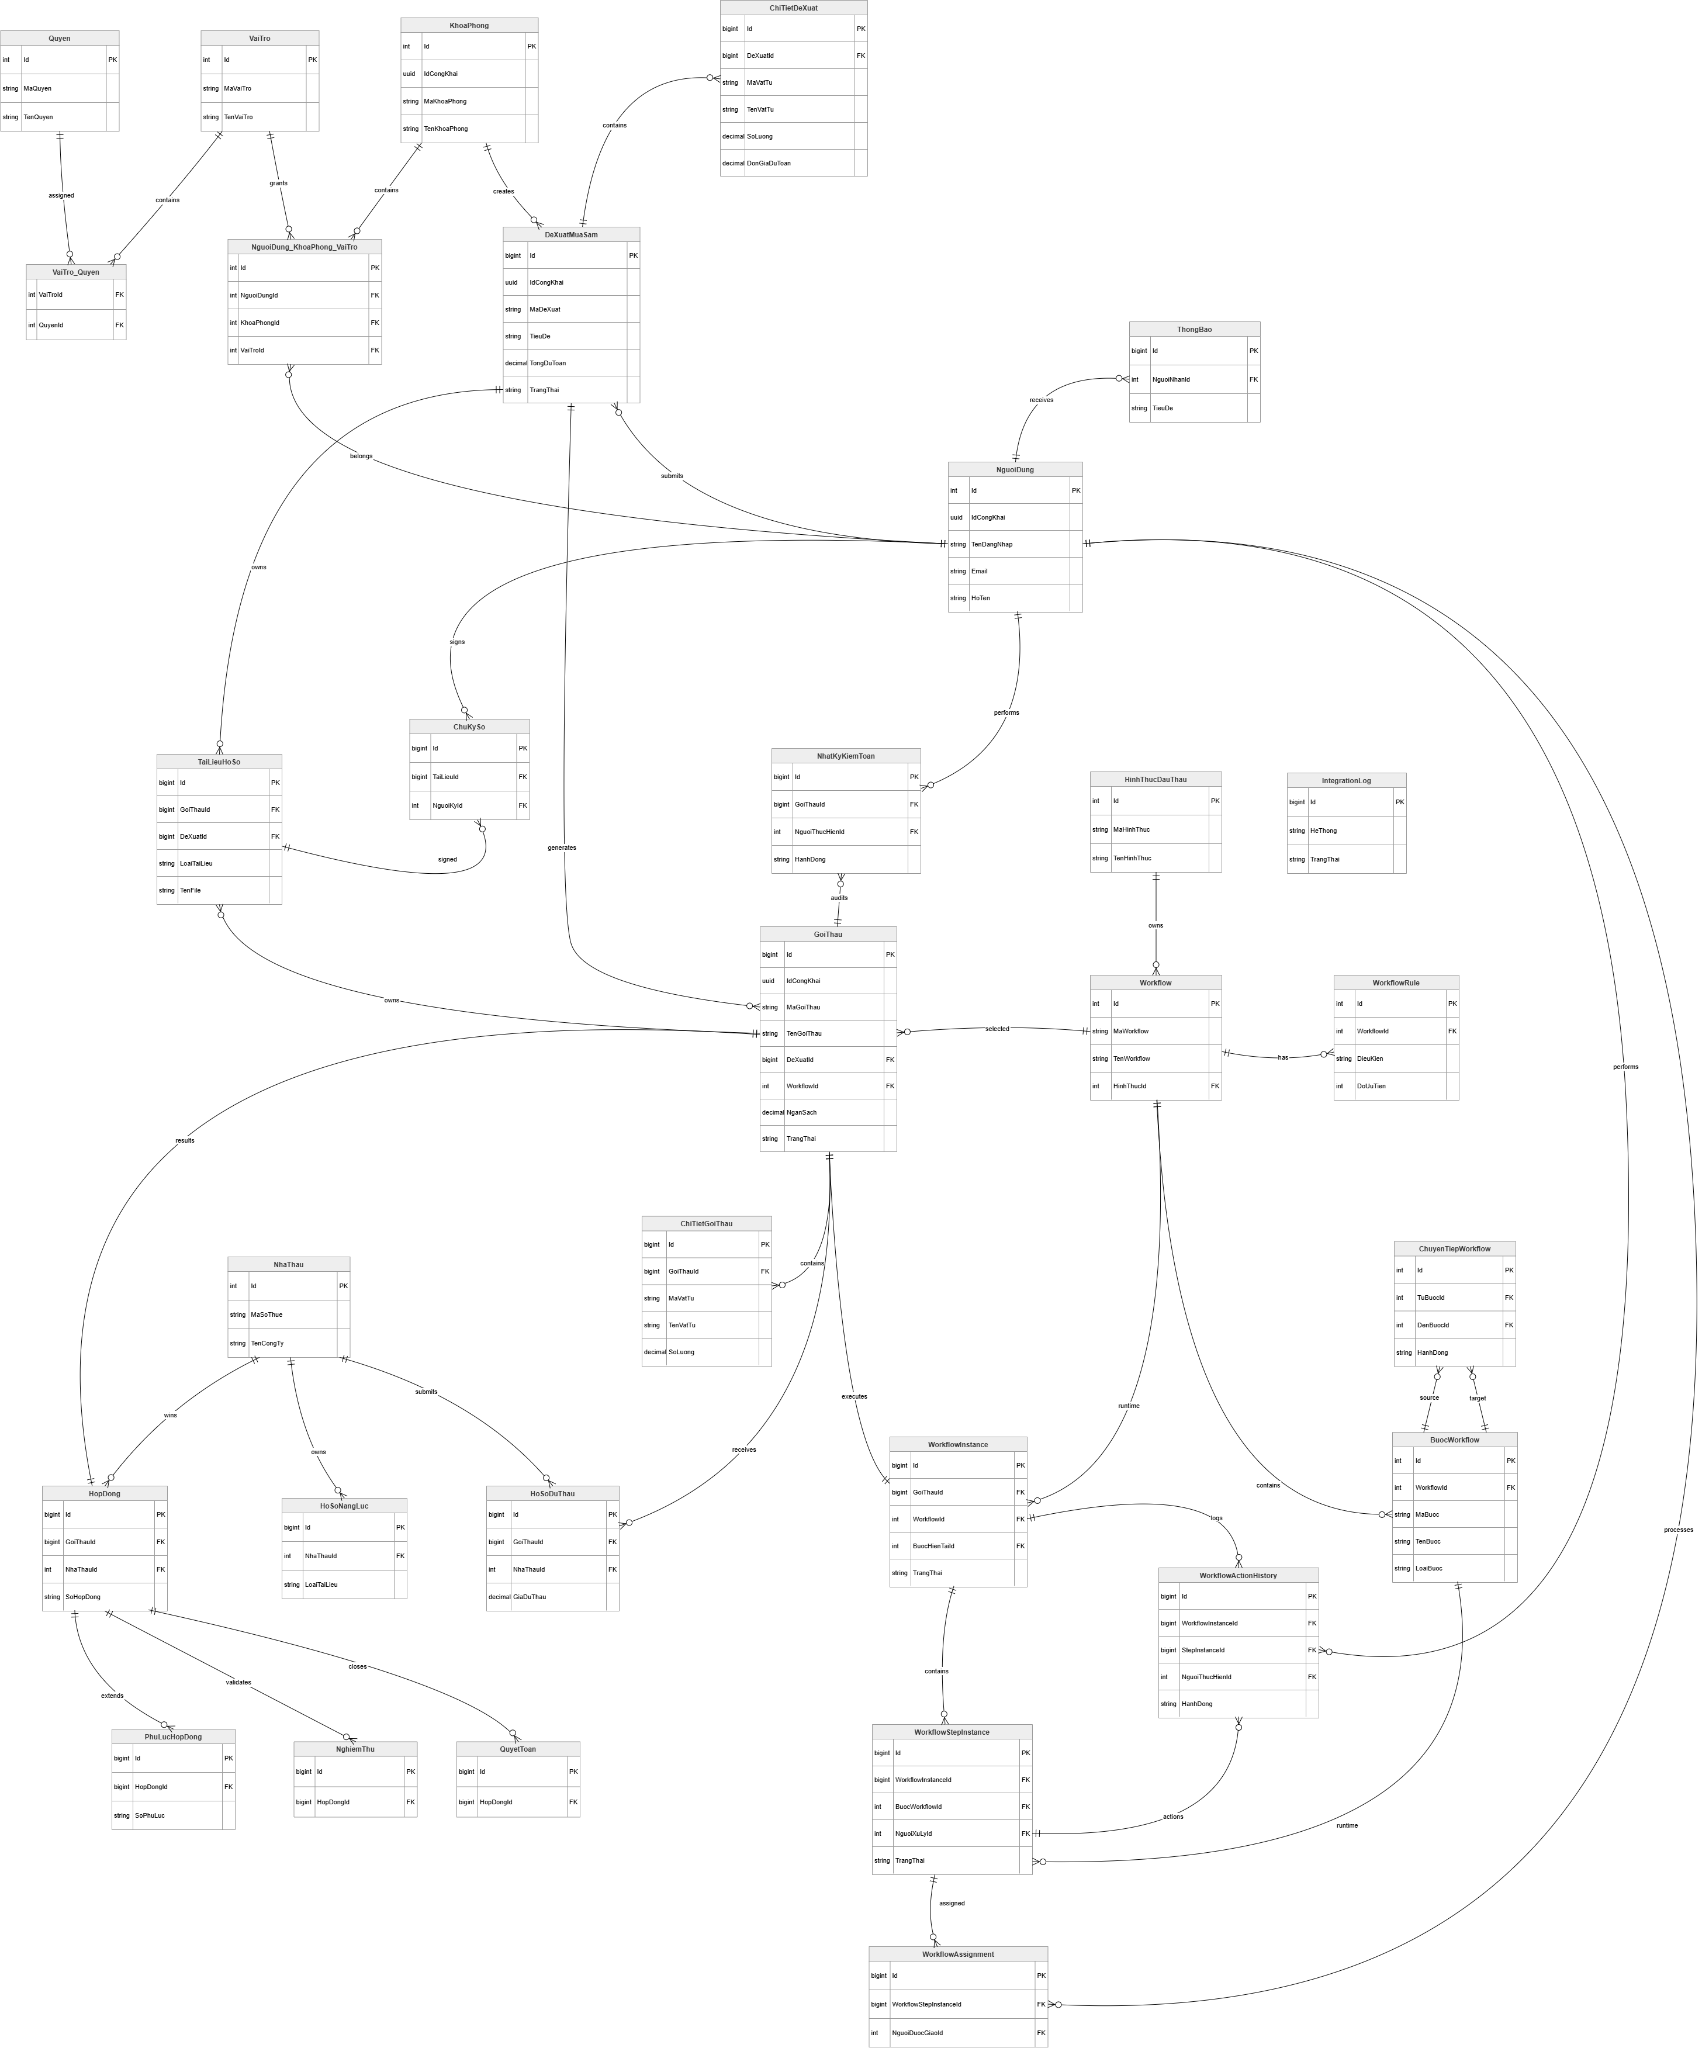 ChiTietDeXuat
bigint Id PK
bigint DeXuatId FK
string MaVatTu
string TenVatTu
decimal SoLuong
decimal DonGiaDuToan
KhoaPhong
int Id PK
uuid IdCongKhai
string MaKhoaPhong
string TenKhoaPhong
Quyen
int Id PK
string MaQuyen
string TenQuyen
VaiTro
int Id PK
string MaVaiTro
string TenVaiTro
contains
assigned
contains
grants
contains
creates
VaiTro_Quyen
int VaiTroId FK
int QuyenId FK
NguoiDung_KhoaPhong_VaiTro
int Id PK
int NguoiDungId FK
int KhoaPhongId FK
int VaiTroId FK
DeXuatMuaSam
bigint Id PK
uuid IdCongKhai
string MaDeXuat
string TieuDe
decimal TongDuToan
string TrangThai
ThongBao
bigint Id PK
int NguoiNhanId FK
string TieuDe
receives
belongs
submits
NguoiDung
int Id PK
uuid IdCongKhai
string TenDangNhap
string Email
string HoTen
owns
signs
performs
ChuKySo
bigint Id PK
bigint TaiLieuId FK
int NguoiKyId FK
TaiLieuHoSo
bigint Id PK
bigint GoiThauId FK
bigint DeXuatId FK
string LoaiTaiLieu
string TenFile
signed
generates
NhatKyKiemToan
bigint Id PK
bigint GoiThauId FK
int NguoiThucHienId FK
string HanhDong
HinhThucDauThau
int Id PK
string MaHinhThuc
string TenHinhThuc
IntegrationLog
bigint Id PK
string HeThong
string TrangThai
audits
owns
GoiThau
bigint Id PK
uuid IdCongKhai
string MaGoiThau
string TenGoiThau
bigint DeXuatId FK
int WorkflowId FK
decimal NganSach
string TrangThai
owns
selected
Workflow
int Id PK
string MaWorkflow
string TenWorkflow
int HinhThucId FK
has
WorkflowRule
int Id PK
int WorkflowId FK
string DieuKien
int DoUuTien
performs
results
ChiTietGoiThau
bigint Id PK
bigint GoiThauId FK
string MaVatTu
string TenVatTu
decimal SoLuong
contains
NhaThau
int Id PK
string MaSoThue
string TenCongTy
ChuyenTiepWorkflow
int Id PK
int TuBuocId FK
int DenBuocId FK
string HanhDong
submits
executes
wins
owns
receives
runtime
source
target
contains
HopDong
bigint Id PK
bigint GoiThauId FK
int NhaThauId FK
string SoHopDong
HoSoNangLuc
bigint Id PK
int NhaThauId FK
string LoaiTaiLieu
HoSoDuThau
bigint Id PK
bigint GoiThauId FK
int NhaThauId FK
decimal GiaDuThau
WorkflowInstance
bigint Id PK
bigint GoiThauId FK
int WorkflowId FK
int BuocHienTaiId FK
string TrangThai
logs
BuocWorkflow
int Id PK
int WorkflowId FK
string MaBuoc
string TenBuoc
string LoaiBuoc
processes
WorkflowActionHistory
bigint Id PK
bigint WorkflowInstanceId FK
bigint StepInstanceId FK
int NguoiThucHienId FK
string HanhDong
extends
validates
closes
contains
PhuLucHopDong
bigint Id PK
bigint HopDongId FK
string SoPhuLuc
NghiemThu
bigint Id PK
bigint HopDongId FK
QuyetToan
bigint Id PK
bigint HopDongId FK
WorkflowStepInstance
bigint Id PK
bigint WorkflowInstanceId FK
int BuocWorkflowId FK
int NguoiXuLyId FK
string TrangThai
actions
runtime
assigned
WorkflowAssignment
bigint Id PK
bigint WorkflowStepInstanceId FK
int NguoiDuocGiaoId FK